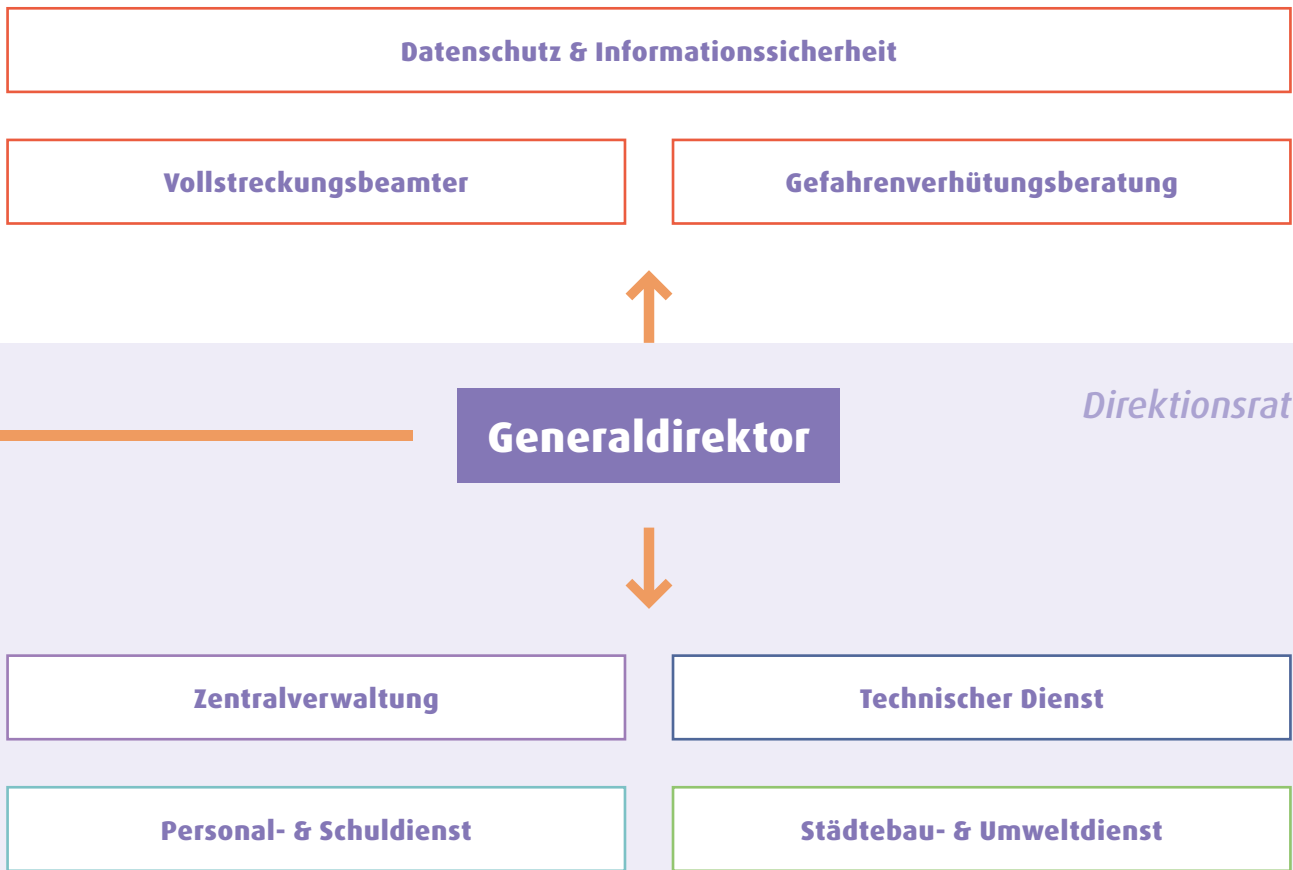 Datenschutz & Informationssicherheit
Vollstreckungsbeamter
Gefahrenverhütungsberatung
Direktionsrat
Generaldirektor
Zentralverwaltung
Technischer Dienst
Personal- & Schuldienst
Städtebau- & Umweltdienst